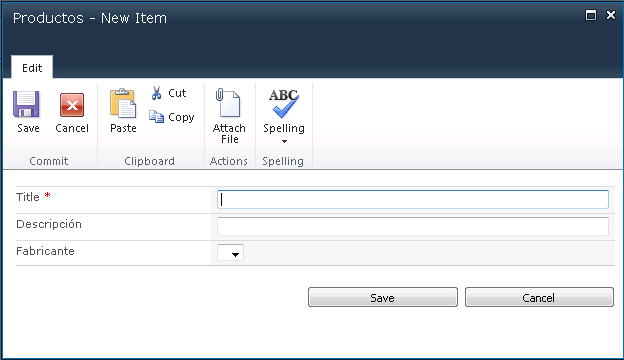 Productos - New Item
Edit
Save
Cancel
Paste
Cut
Copy
Attach
File
ABC
Spelling
Commit
Clipboard
Actions
Spelling
Title *
Descripción
Fabricante
Save
Cancel